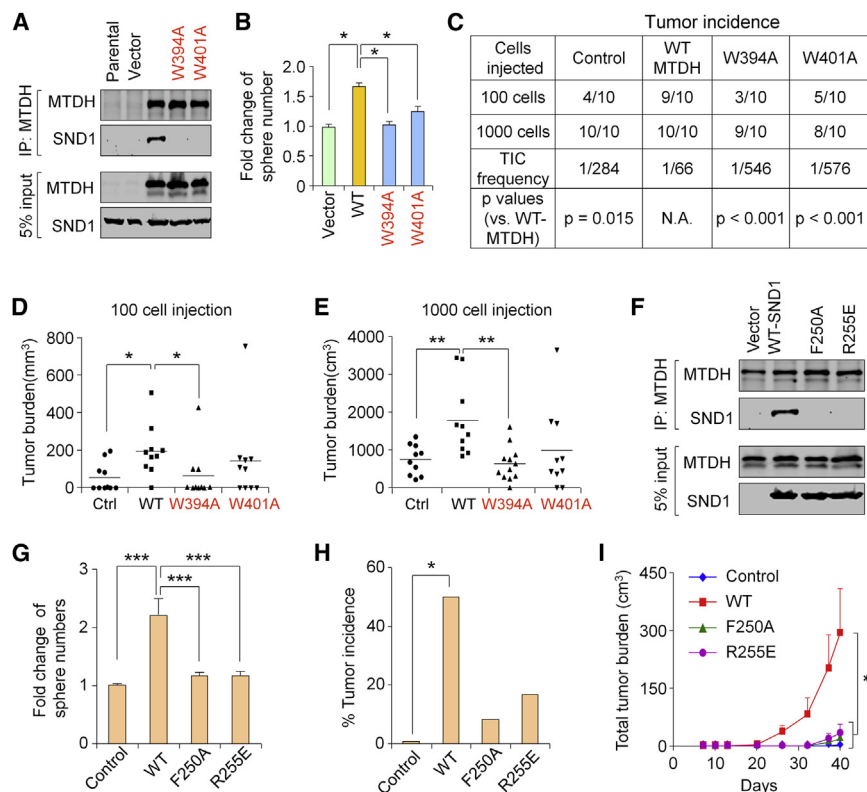 A
Parental
Vector
W394A
W401A
IP: MTDH
MTDH
SND1
5% input
MTDH
SND1
B
Fold change of
sphere number
2.0
1.5
1.0
0.5
0
*
*
*
Vector
WT
W394A
W401A
C
Tumor incidence
Cells injected Control WT MTDH W394A W401A
100 cells 4/10 9/10 3/10 5/10
1000 cells 10/10 10/10 9/10 8/10
TIC frequency 1/284 1/66 1/546 1/576
p values (vs. WT-MTDH) p = 0.015 N.A. p < 0.001 p < 0.001
D
100 cell injection
Tumor burden(mm³)
800
600
400
200
0
*
*
Ctrl WT W394A W401A
E
1000 cell injection
Tumor burden(cm³)
4000
3000
2000
1000
0
**
**
Ctrl WT W394A W401A
F
Vector
WT-SND1
F250A
R255E
IP: MTDH
MTDH
SND1
5% input
MTDH
SND1
G
Fold change of
sphere numbers
3
2
1
0
***
***
***
Control
WT
F250A
R255E
H
% Tumor incidence
60
40
20
0
*
Control
WT
F250A
R255E
I
Total tumor burden (cm³)
450
300
150
0
Control
WT
F250A
R255E
*
0 10 20 30 40
Days